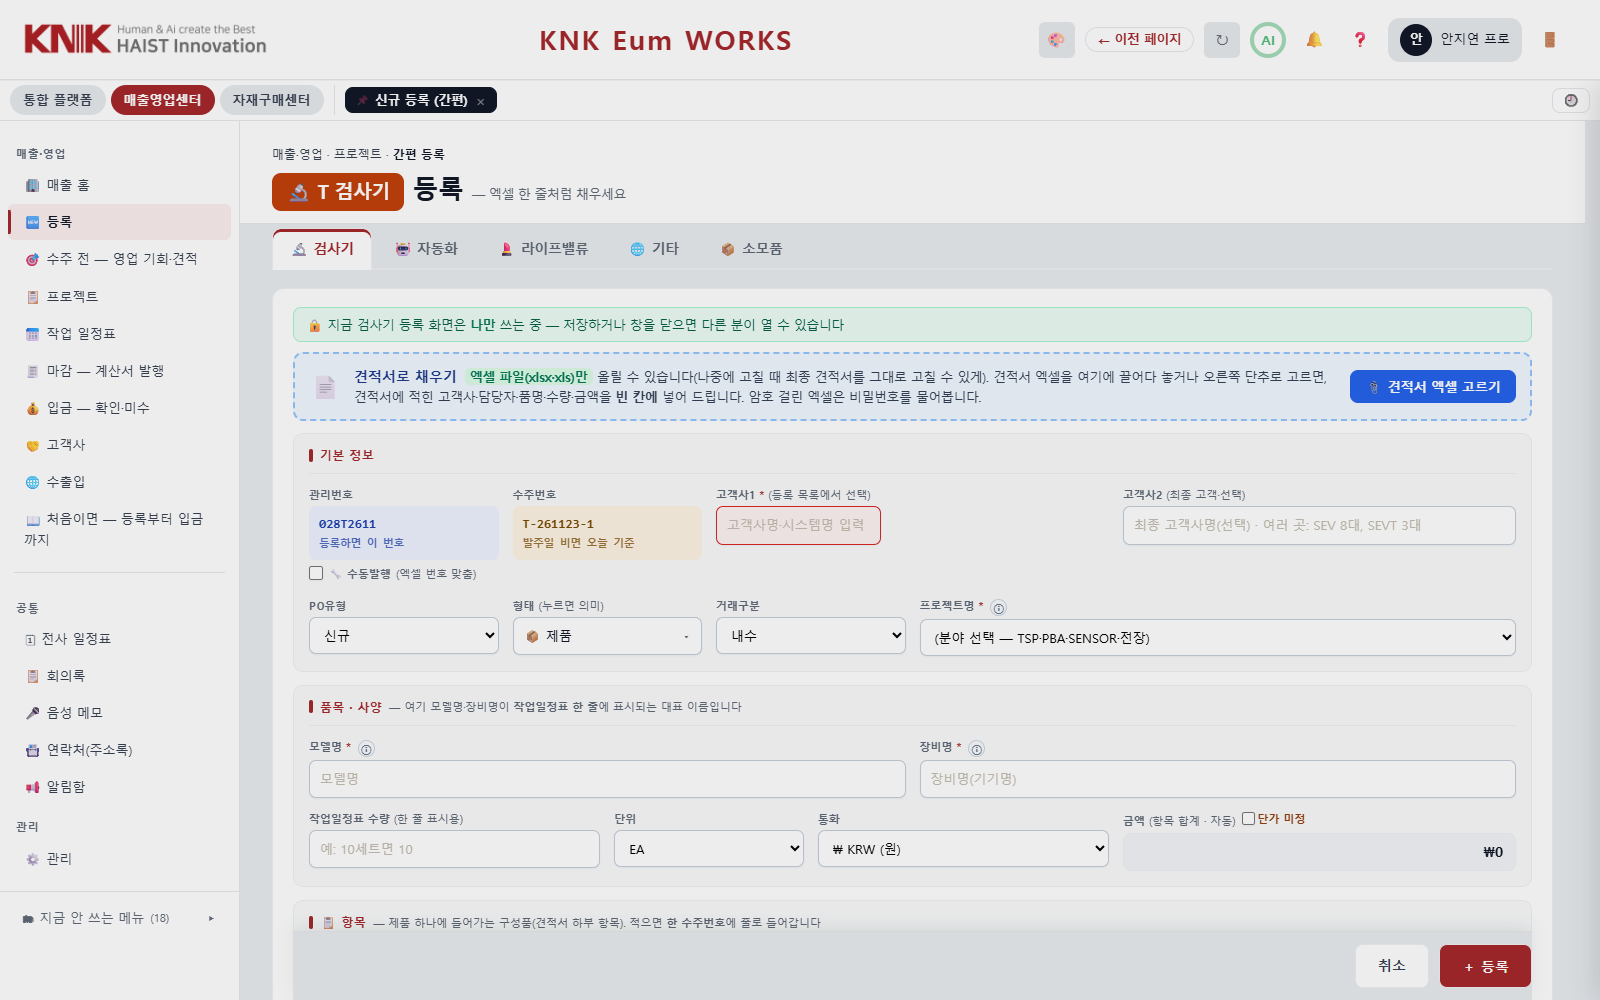 KNK Human & Ai create the Best
HAIST Innovation
KNK Eum WORKS
← 이전 페이지
↻
AI
안 안지연 프로
통합 플랫폼
매출영업센터
자재구매센터
신규 등록 (간편) ×
매출·영업
매출 홈
등록
수주 전 — 영업 기회·견적
프로젝트
작업 일정표
마감 — 계산서 발행
입금 — 확인·미수
고객사
수출입
처음이면 — 등록부터 입금
까지
공통
전사 일정표
회의록
음성 메모
연락처(주소록)
알림함
관리
관리
지금 안 쓰는 메뉴 (18) ▸
매출·영업 · 프로젝트 · 간편 등록
T 검사기 등록 — 엑셀 한 줄처럼 채우세요
검사기
자동화
라이프밸류
기타
소모품
지금 검사기 등록 화면은 나만 쓰는 중 — 저장하거나 창을 닫으면 다른 분이 열 수 있습니다
견적서로 채우기 엑셀 파일(xlsx·xls)만 올릴 수 있습니다(나중에 고칠 때 최종 견적서를 그대로 고칠 수 있게). 견적서 엑셀을 여기에 끌어다 놓거나 오른쪽 단추로 고르면,
견적서에 적힌 고객사·담당자·품명·수량·금액을 빈 칸에 넣어 드립니다. 암호 걸린 엑셀은 비밀번호를 물어봅니다.
견적서 엑셀 고르기
기본 정보
관리번호
028T2611
등록하면 이 번호
수주번호
T-261123-1
발주일 비면 오늘 기준
고객사1 * (등록 목록에서 선택)
고객사명·시스템명 입력
고객사2 (최종 고객·선택)
최종 고객사명(선택) · 여러 곳: SEV 8대, SEVT 3대
수동발행 (엑셀 번호 맞춤)
PO유형
신규
형태 (누르면 의미)
제품
거래구분
내수
프로젝트명 * ⓘ
(분야 선택 — TSP·PBA·SENSOR·전장)
품목 · 사양 — 여기 모델명·장비명이 작업일정표 한 줄에 표시되는 대표 이름입니다
모델명 * ⓘ
모델명
장비명 * ⓘ
장비명(기기명)
작업일정표 수량 (한 줄 표시용)
예: 10세트면 10
단위
EA
통화
₩ KRW (원)
금액 (항목 합계 · 자동) 단가 미정
₩0
항목 — 제품 하나에 들어가는 구성품(견적서 하부 항목). 적으면 한 수주번호에 줄로 들어갑니다
취소
+ 등록